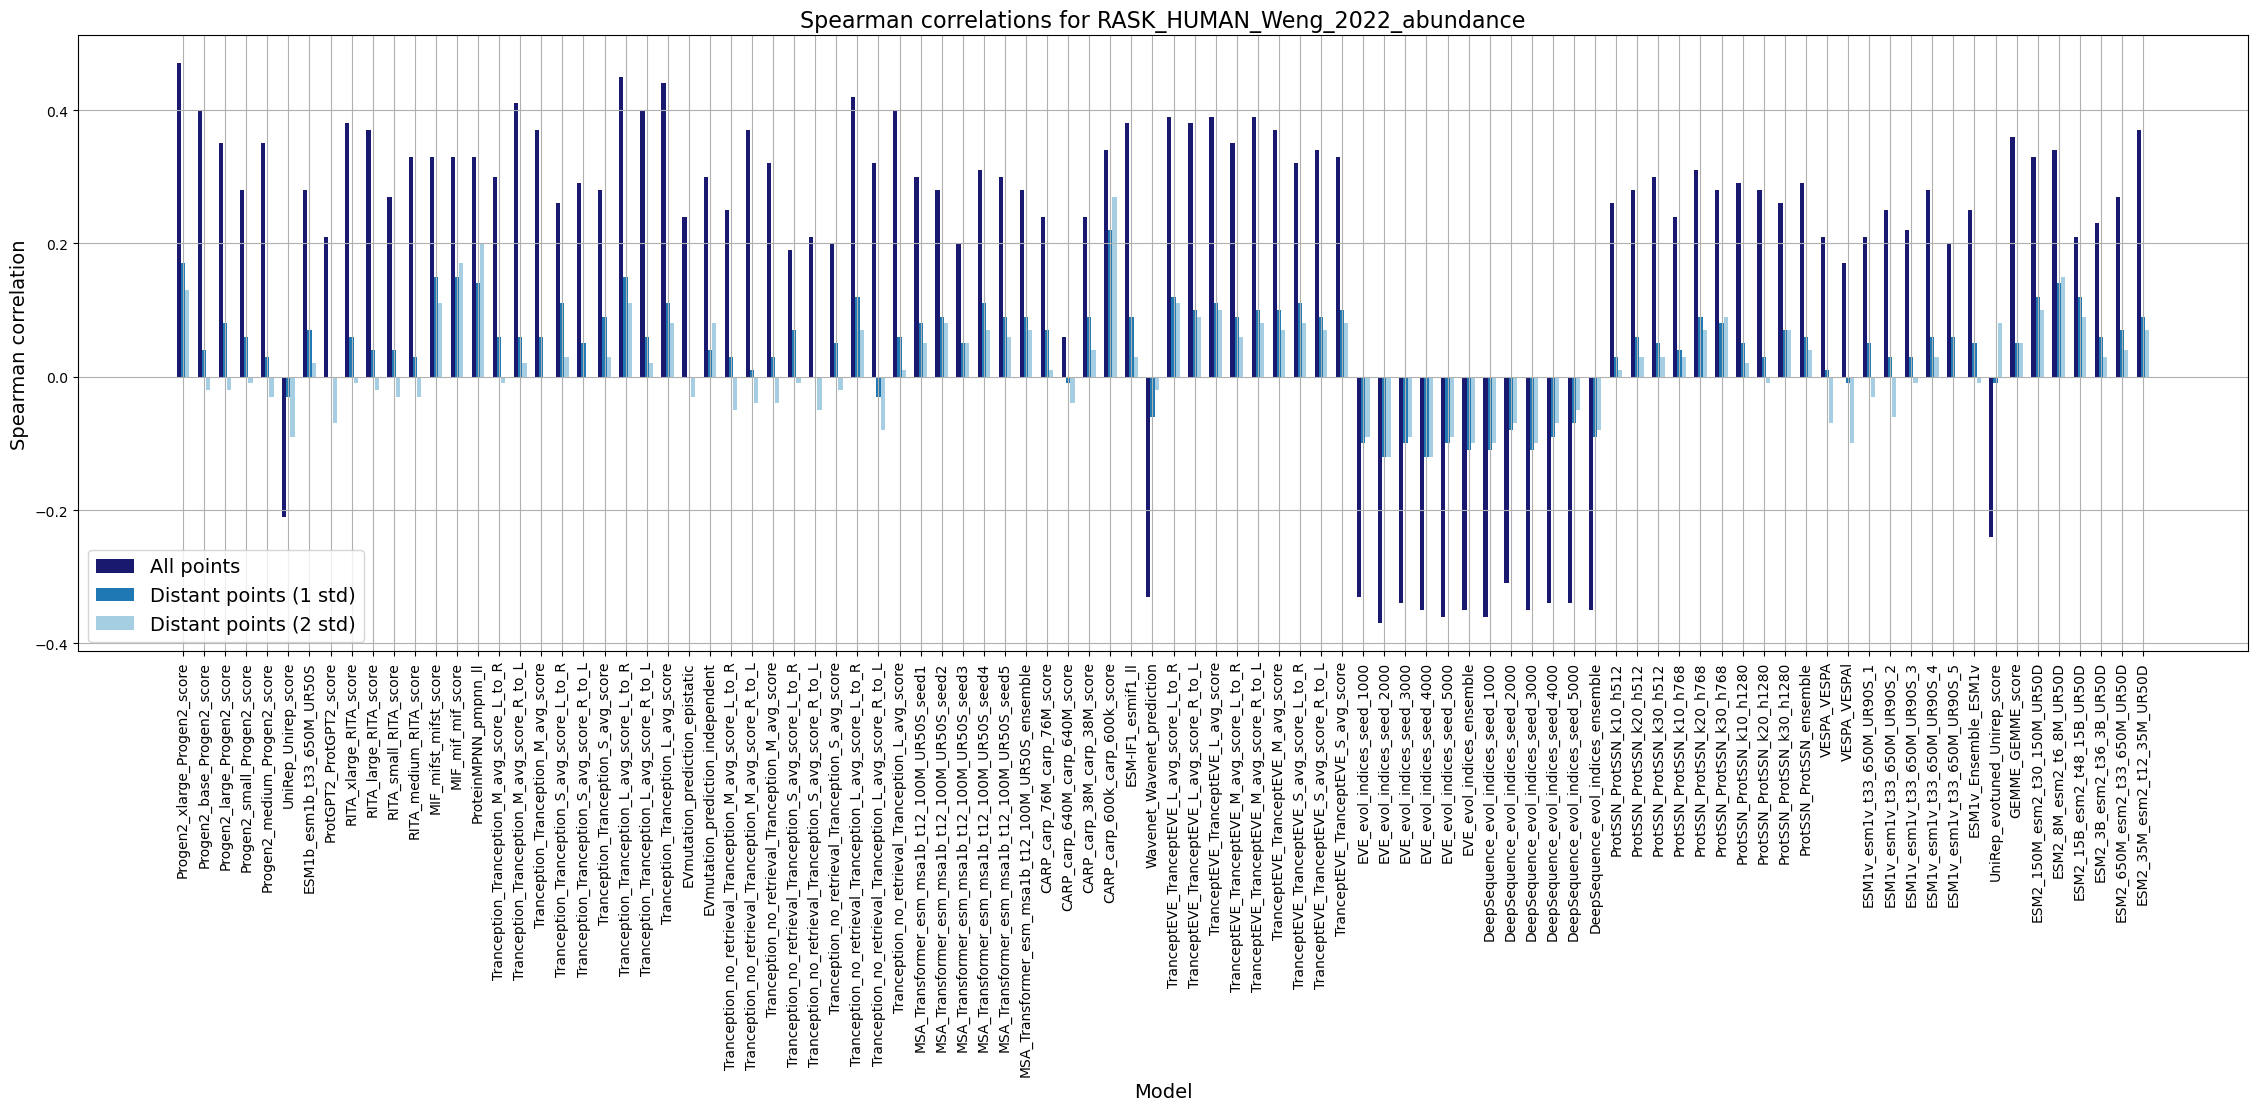 Spearman correlations for RASK_HUMAN_Weng_2022_abundance
Spearman correlation
0.4
0.2
0.0
−0.2
−0.4
All points
Distant points (1 std)
Distant points (2 std)
Progen2_xlarge_Progen2_score
Progen2_base_Progen2_score
Progen2_large_Progen2_score
Progen2_small_Progen2_score
Progen2_medium_Progen2_score
UniRep_Unirep_score
ESM1b_esm1b_t33_650M_UR50S
ProtGPT2_ProtGPT2_score
RITA_xlarge_RITA_score
RITA_large_RITA_score
RITA_small_RITA_score
RITA_medium_RITA_score
MIF_mifst_mifst_score
MIF_mif_mif_score
ProteinMPNN_pmpnn_ll
Tranception_Tranception_M_avg_score_L_to_R
Tranception_Tranception_M_avg_score_R_to_L
Tranception_Tranception_M_avg_score
Tranception_Tranception_S_avg_score_L_to_R
Tranception_Tranception_S_avg_score_R_to_L
Tranception_Tranception_S_avg_score
Tranception_Tranception_L_avg_score_L_to_R
Tranception_Tranception_L_avg_score_R_to_L
Tranception_Tranception_L_avg_score
EVmutation_prediction_epistatic
EVmutation_prediction_independent
Tranception_no_retrieval_Tranception_M_avg_score_L_to_R
Tranception_no_retrieval_Tranception_M_avg_score_R_to_L
Tranception_no_retrieval_Tranception_M_avg_score
Tranception_no_retrieval_Tranception_S_avg_score_L_to_R
Tranception_no_retrieval_Tranception_S_avg_score_R_to_L
Tranception_no_retrieval_Tranception_S_avg_score
Tranception_no_retrieval_Tranception_L_avg_score_L_to_R
Tranception_no_retrieval_Tranception_L_avg_score_R_to_L
Tranception_no_retrieval_Tranception_L_avg_score
MSA_Transformer_esm_msa1b_t12_100M_UR50S_seed1
MSA_Transformer_esm_msa1b_t12_100M_UR50S_seed2
MSA_Transformer_esm_msa1b_t12_100M_UR50S_seed3
MSA_Transformer_esm_msa1b_t12_100M_UR50S_seed4
MSA_Transformer_esm_msa1b_t12_100M_UR50S_seed5
MSA_Transformer_esm_msa1b_t12_100M_UR50S_ensemble
CARP_carp_76M_carp_76M_score
CARP_carp_640M_carp_640M_score
CARP_carp_38M_carp_38M_score
CARP_carp_600k_carp_600k_score
ESM-IF1_esmif1_ll
Wavenet_Wavenet_prediction
TranceptEVE_TranceptEVE_L_avg_score_L_to_R
TranceptEVE_TranceptEVE_L_avg_score_R_to_L
TranceptEVE_TranceptEVE_L_avg_score
TranceptEVE_TranceptEVE_M_avg_score_L_to_R
TranceptEVE_TranceptEVE_M_avg_score_R_to_L
TranceptEVE_TranceptEVE_M_avg_score
TranceptEVE_TranceptEVE_S_avg_score_L_to_R
TranceptEVE_TranceptEVE_S_avg_score_R_to_L
TranceptEVE_TranceptEVE_S_avg_score
EVE_evol_indices_seed_1000
EVE_evol_indices_seed_2000
EVE_evol_indices_seed_3000
EVE_evol_indices_seed_4000
EVE_evol_indices_seed_5000
EVE_evol_indices_ensemble
DeepSequence_evol_indices_seed_1000
DeepSequence_evol_indices_seed_2000
DeepSequence_evol_indices_seed_3000
DeepSequence_evol_indices_seed_4000
DeepSequence_evol_indices_seed_5000
DeepSequence_evol_indices_ensemble
ProtSSN_ProtSSN_k10_h512
ProtSSN_ProtSSN_k20_h512
ProtSSN_ProtSSN_k30_h512
ProtSSN_ProtSSN_k10_h768
ProtSSN_ProtSSN_k20_h768
ProtSSN_ProtSSN_k30_h768
ProtSSN_ProtSSN_k10_h1280
ProtSSN_ProtSSN_k20_h1280
ProtSSN_ProtSSN_k30_h1280
ProtSSN_ProtSSN_ensemble
VESPA_VESPA
VESPA_VESPAl
ESM1v_esm1v_t33_650M_UR90S_1
ESM1v_esm1v_t33_650M_UR90S_2
ESM1v_esm1v_t33_650M_UR90S_3
ESM1v_esm1v_t33_650M_UR90S_4
ESM1v_esm1v_t33_650M_UR90S_5
ESM1v_Ensemble_ESM1v
UniRep_evotuned_Unirep_score
GEMME_GEMME_score
ESM2_150M_esm2_t30_150M_UR50D
ESM2_8M_esm2_t6_8M_UR50D
ESM2_15B_esm2_t48_15B_UR50D
ESM2_3B_esm2_t36_3B_UR50D
ESM2_650M_esm2_t33_650M_UR50D
ESM2_35M_esm2_t12_35M_UR50D
Model